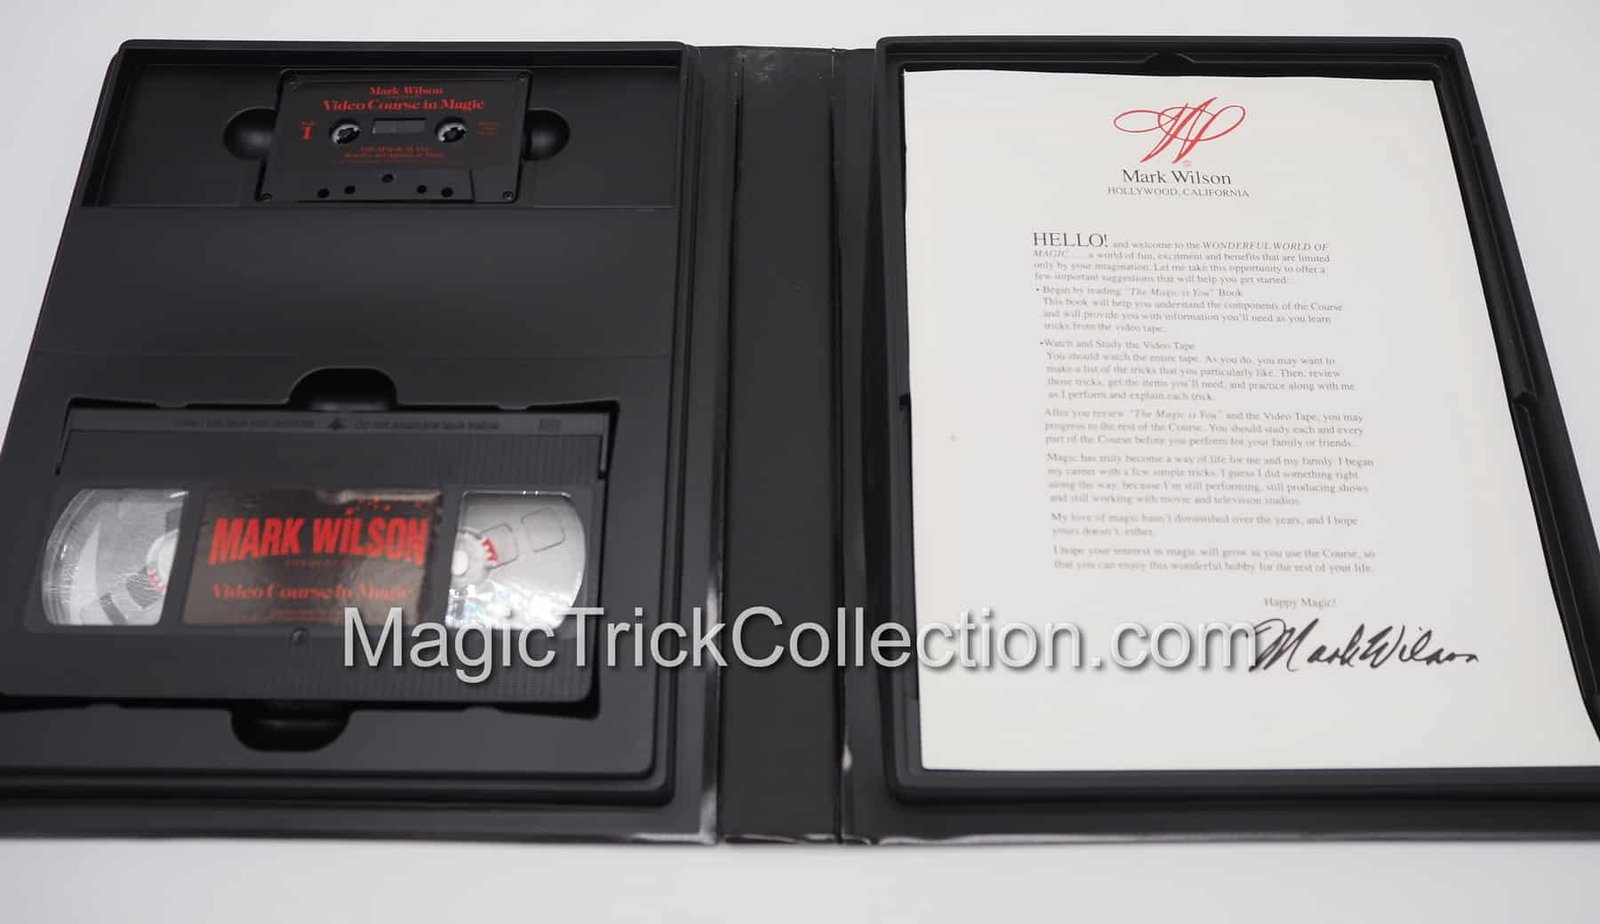 Mark Wilson
Video Course in Magic
1
MARK WILSON
PRESENTS
Video Course in Magic
MagicTrickCollection.com
Mark Wilson
HOLLYWOOD, CALIFORNIA
HELLO! and welcome to the WONDERFUL WORLD OF
MAGIC ..... a world of fun, excitment and benefits that are limited
only by your imagination. Let me take this opportunity to offer a
few important suggestions that will help you get started.
• Begin by reading "The Magic is You" Book
This book will help you understand the components of the Course
and will provide you with information you'll need as you learn
tricks from the video tape.
•Watch and Study the Video Tape
You should watch the entire tape. As you do, you may want to
make a list of the tricks that you particularly like. Then, review
those tricks, get the items you'll need, and practice along with me
as I perform and explain each trick.
After you review "The Magic is You" and the Video Tape, you may
progress to the rest of the Course. You should study each and every
part of the Course before you perform for your family or friends.
Magic has truly become a way of life for me and my family. I began
my career with a few simple tricks. I guess I did something right
along the way, because I'm still performing, still producing shows
and still working with movie and television studios.
My love of magic hasn't diminished over the years, and I hope
yours doesn't, either.
I hope your interest in magic will grow as you use the Course, so
that you can enjoy this wonderful hobby for the rest of your life.
Happy Magic!
Mark Wilson